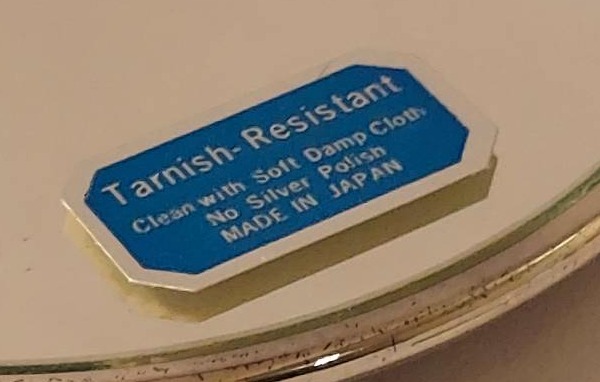 Tarnish-Resistant
Clean with Soft Damp Cloth
No Silver Polish
MADE IN JAPAN